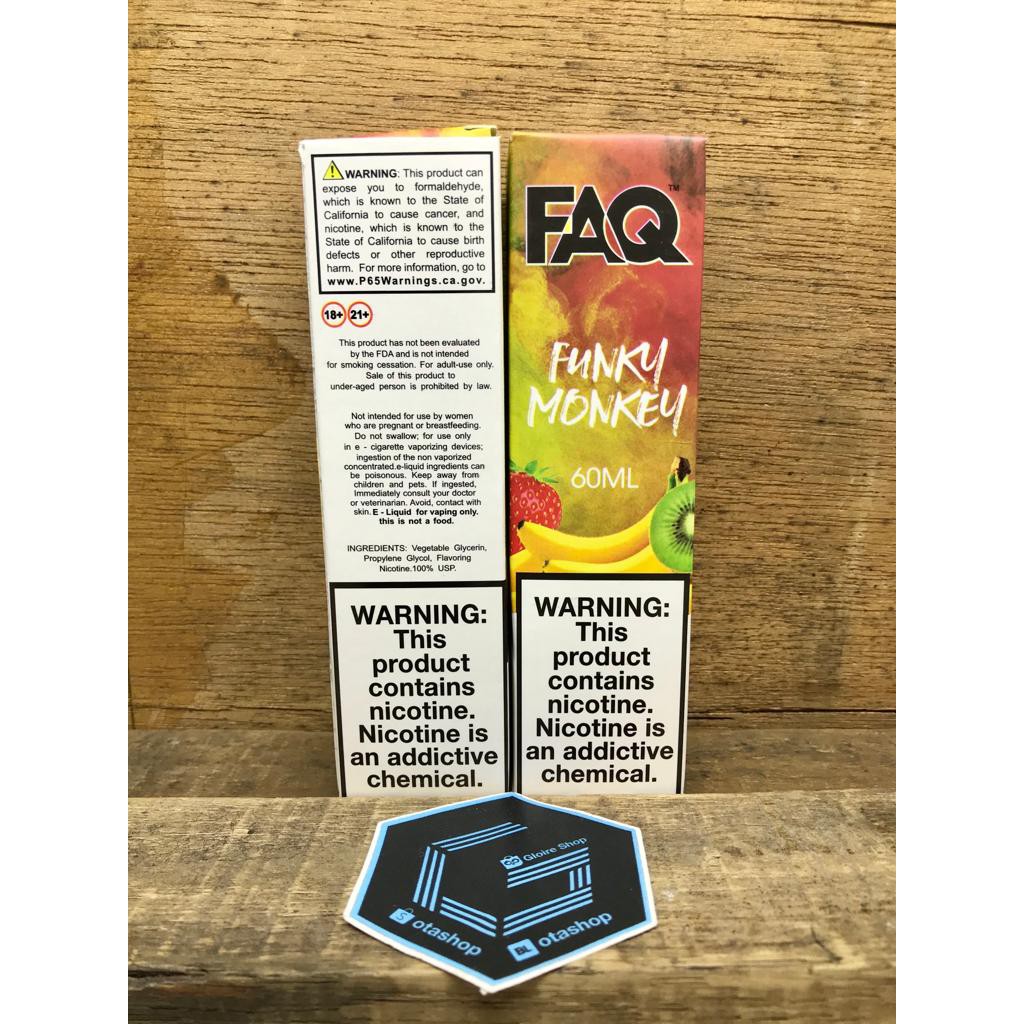 WARNING: This product can
expose you to formaldehyde,
which is known to the State of
California to cause cancer, and
nicotine, which is known to the
State of California to cause birth
defects or other reproductive
harm. For more information, go to
www.P65Warnings.ca.gov.
18+ 21+
This product has not been evaluated
by the FDA and is not intended
for smoking cessation. For adult-use only.
Sale of this product to
under-aged person is prohibited by law.
Not intended for use by women
who are pregnant or breastfeeding.
Do not swallow; for use only
in e - cigarette vaporizing devices;
ingestion of the non vaporized
concentrated.e-liquid ingredients can
be poisonous. Keep away from
children and pets. If ingested,
Immediately consult your doctor
or veterinarian. Avoid, contact with
skin. E - Liquid for vaping only.
this is not a food.
INGREDIENTS: Vegetable Glycerin,
Propylene Glycol, Flavoring
Nicotine.100% USP.
WARNING:
This
product
contains
nicotine.
Nicotine is
an addictive
chemical.
FAQ™
FUNKY
MONKEY
60ML
WARNING:
This
product
contains
nicotine.
Nicotine is
an addictive
chemical.
Gloire Shop
S otashop
BL otashop